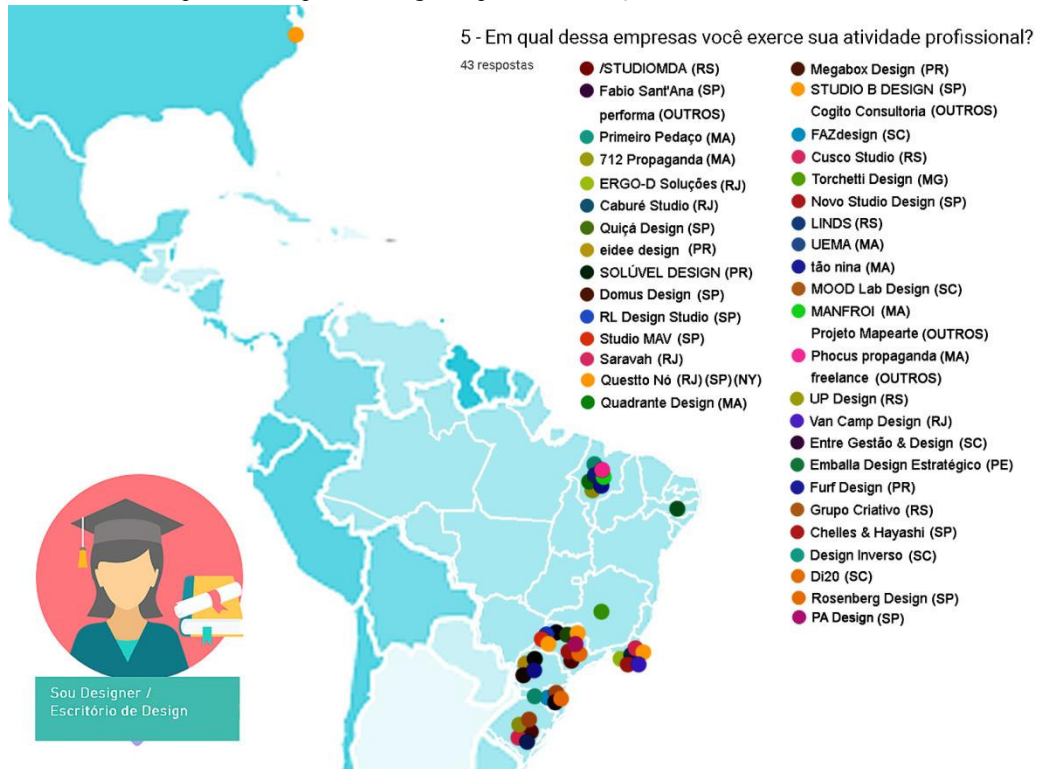 5 - Em qual dessa empresas você exerce sua atividade profissional?
43 respostas
/STUDIOMDA (RS)
Fabio Sant'Ana (SP)
performa (OUTROS)
Primeiro Pedaço (MA)
712 Propaganda (MA)
ERGO-D Soluções (RJ)
Caburé Studio (RJ)
Quiçá Design (SP)
eidee design (PR)
SOLÚVEL DESIGN (PR)
Domus Design (SP)
RL Design Studio (SP)
Studio MAV (SP)
Saravah (RJ)
Questto Nó (RJ) (SP) (NY)
Quadrante Design (MA)
Megabox Design (PR)
STUDIO B DESIGN (SP)
Cogito Consultoria (OUTROS)
FAZdesign (SC)
Cusco Studio (RS)
Torchetti Design (MG)
Novo Studio Design (SP)
LINDS (RS)
UEMA (MA)
tão nina (MA)
MOOD Lab Design (SC)
MANFROI (MA)
Projeto Mapearte (OUTROS)
Phocus propaganda (MA)
freelance (OUTROS)
UP Design (RS)
Van Camp Design (RJ)
Entre Gestão & Design (SC)
Emballa Design Estratégico (PE)
Furf Design (PR)
Grupo Criativo (RS)
Chelles & Hayashi (SP)
Design Inverso (SC)
Di20 (SC)
Rosenberg Design (SP)
PA Design (SP)
Sou Designer /
Escritório de Design